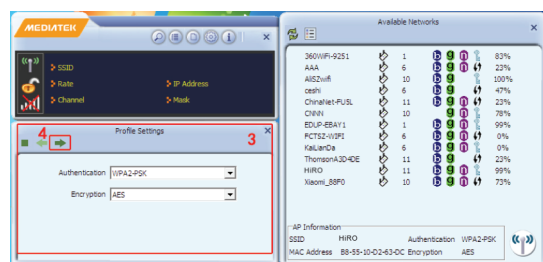 MEDIATEK
SSID
Rate
IP Address
Channel
Mask
Profile Settings
4
3
Authentication WPA2-PSK
Encryption AES
Available Networks
360WiFi-9251 1 b g n 83%
AAA 6 b g n 23%
AliSZwifi 10 b g 100%
ceshi 6 b g 47%
ChinaNet-FUSL 11 b g n 23%
CNNN 10 g n 78%
EDUP-EBAY1 1 b g n 99%
FCTSZ-WIFI 6 b g n 0%
KaiLianDa 6 b g n 0%
ThomsonA3D4DE 11 b g 23%
HiRO 11 b g n 99%
Xiaomi_88F0 10 b g n 73%
AP Information
SSID HiRO Authentication WPA2-PSK
MAC Address B8-55-10-D2-63-DC Encryption AES